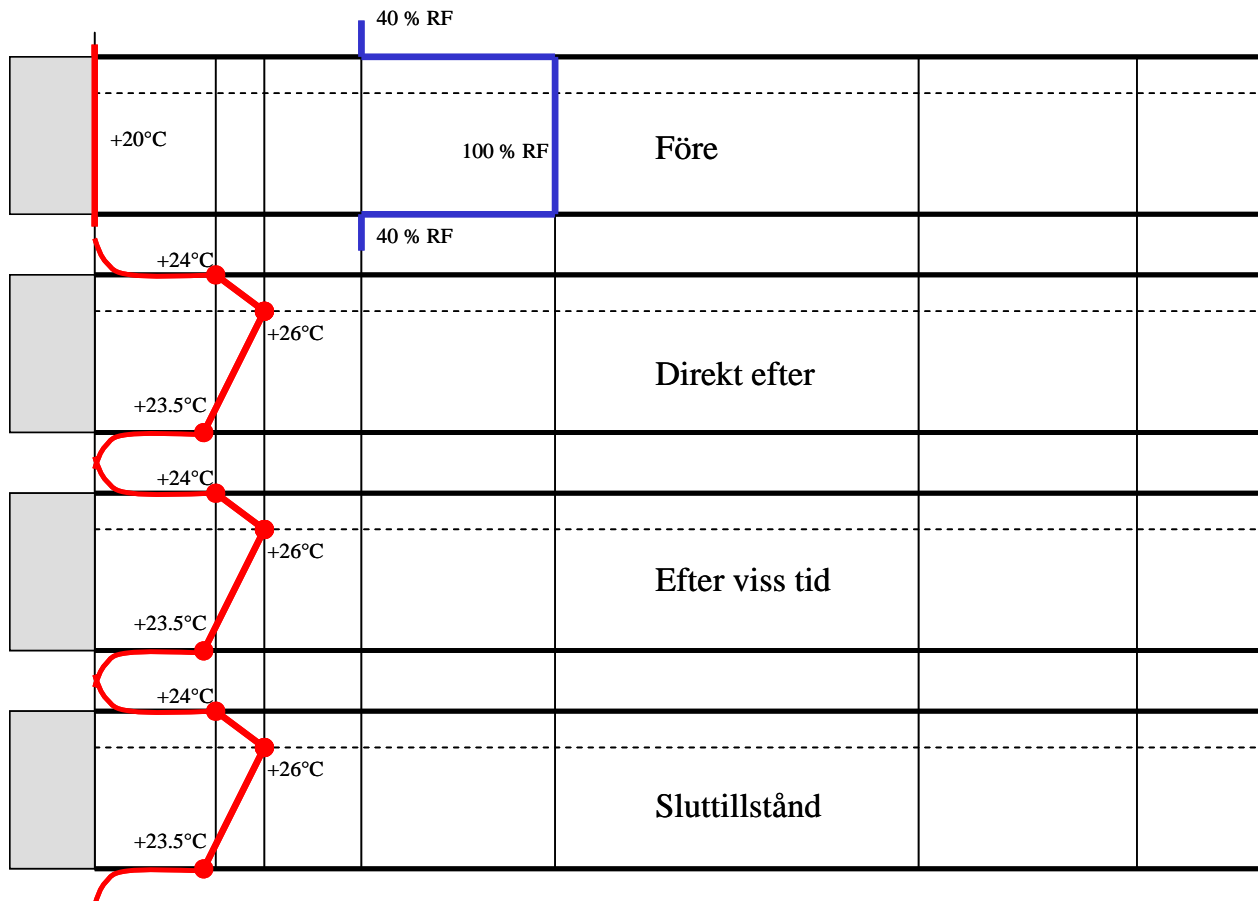 40 % RF
+20°C
100 % RF
Före
40 % RF
+24°C
+26°C
Direkt efter
+23.5°C
+24°C
+26°C
Efter viss tid
+23.5°C
+24°C
+26°C
Sluttillstånd
+23.5°C